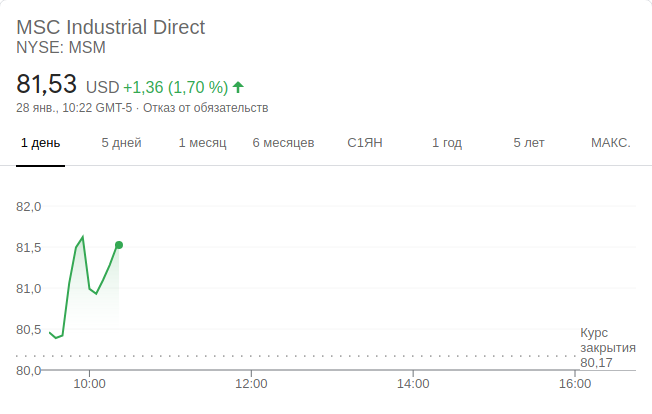 MSC Industrial Direct
NYSE: MSM
81,53 USD +1,36 (1,70 %)
28 янв., 10:22 GMT-5 · Отказ от обязательств
1 день 5 дней 1 месяц 6 месяцев С1ЯН 1 год 5 лет МАКС.
82,0
81,5
81,0
80,5
Курс
закрытия
80,17
80,0
10:00 12:00 14:00 16:00